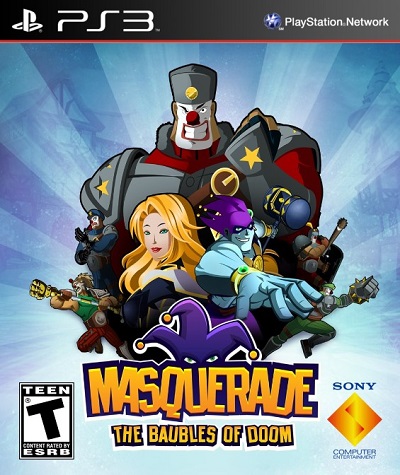 PS3
PlayStation®Network
MASQUERADE
THE BAUBLES OF DOOM
TEEN
T
CONTENT RATED BY
ESRB
SONY
COMPUTER
ENTERTAINMENT